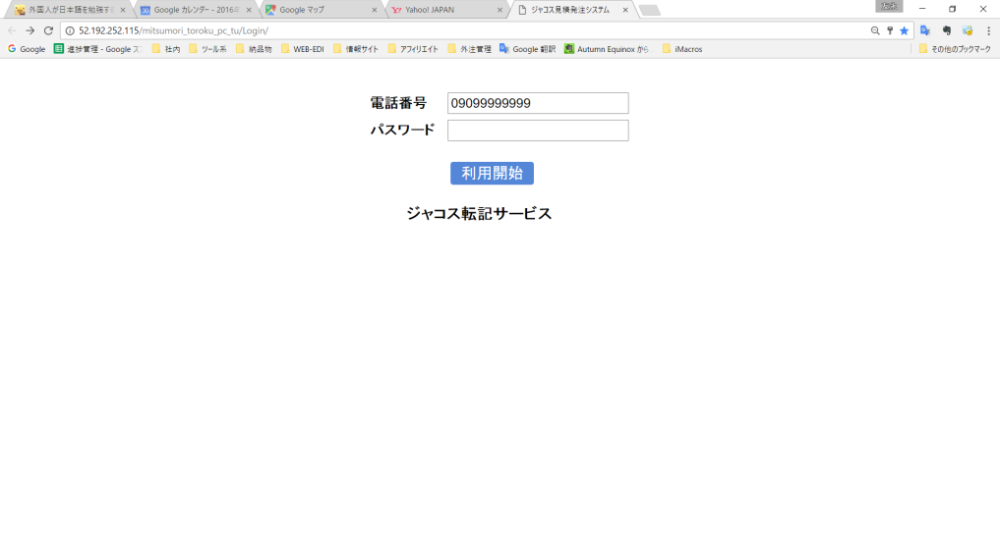 外国人が日本語を勉強す
Google カレンダー - 2016年
Google マップ
Yahoo! JAPAN
ジャコス見積発注システム
52.192.252.115/mitsumori_toroku_pc_tu/Login/
Google
進捗管理 - Google ス
社内
ツール系
納品物
WEB-EDI
情報サイト
アフィリエイト
外注管理
Google 翻訳
Autumn Equinox から
iMacros
その他のブックマーク
電話番号
09099999999
パスワード
利用開始
ジャコス転記サービス